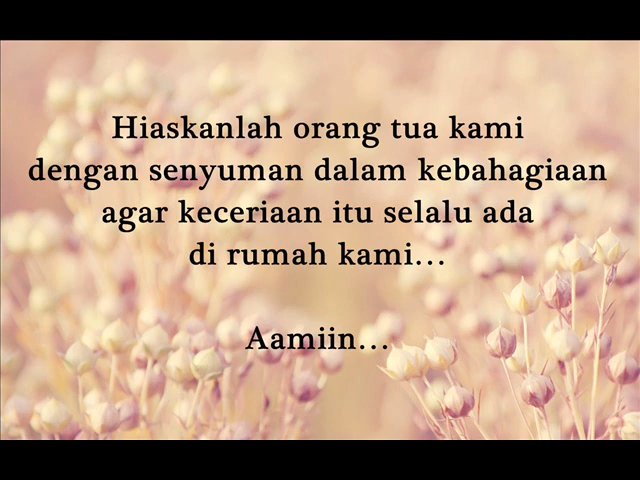 Hiaskanlah orang tua kami
dengan senyuman dalam kebahagiaan
agar keceriaan itu selalu ada
di rumah kami...
Aamiin...